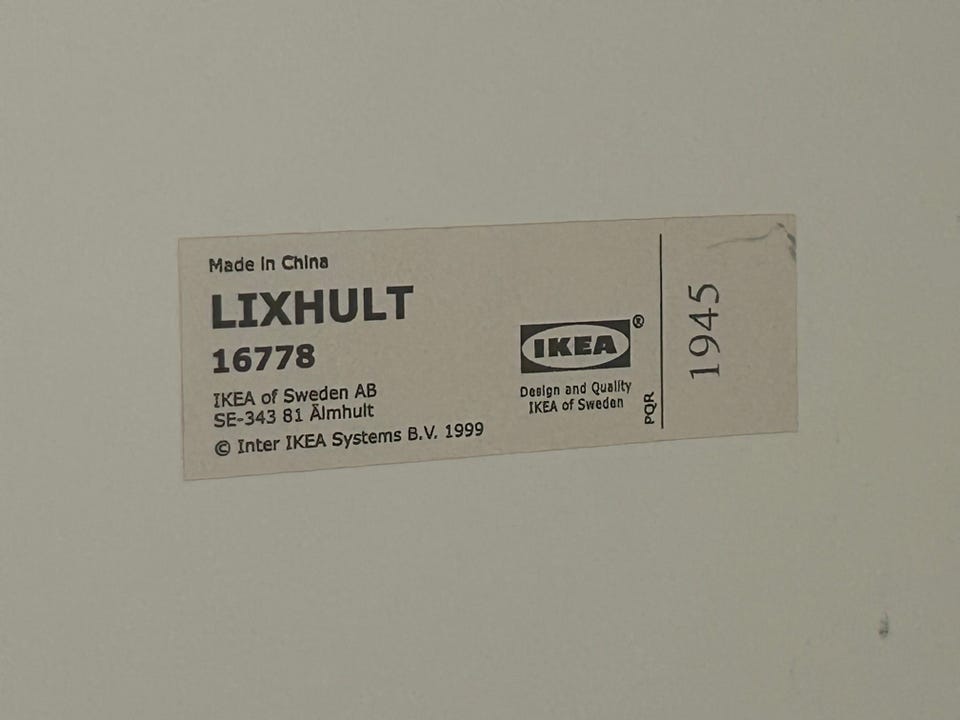 Made in China
LIXHULT
16778
IKEA of Sweden AB
SE-343 81 Älmhult
© Inter IKEA Systems B.V. 1999
IKEA®
Design and Quality
IKEA of Sweden
PQR
1945